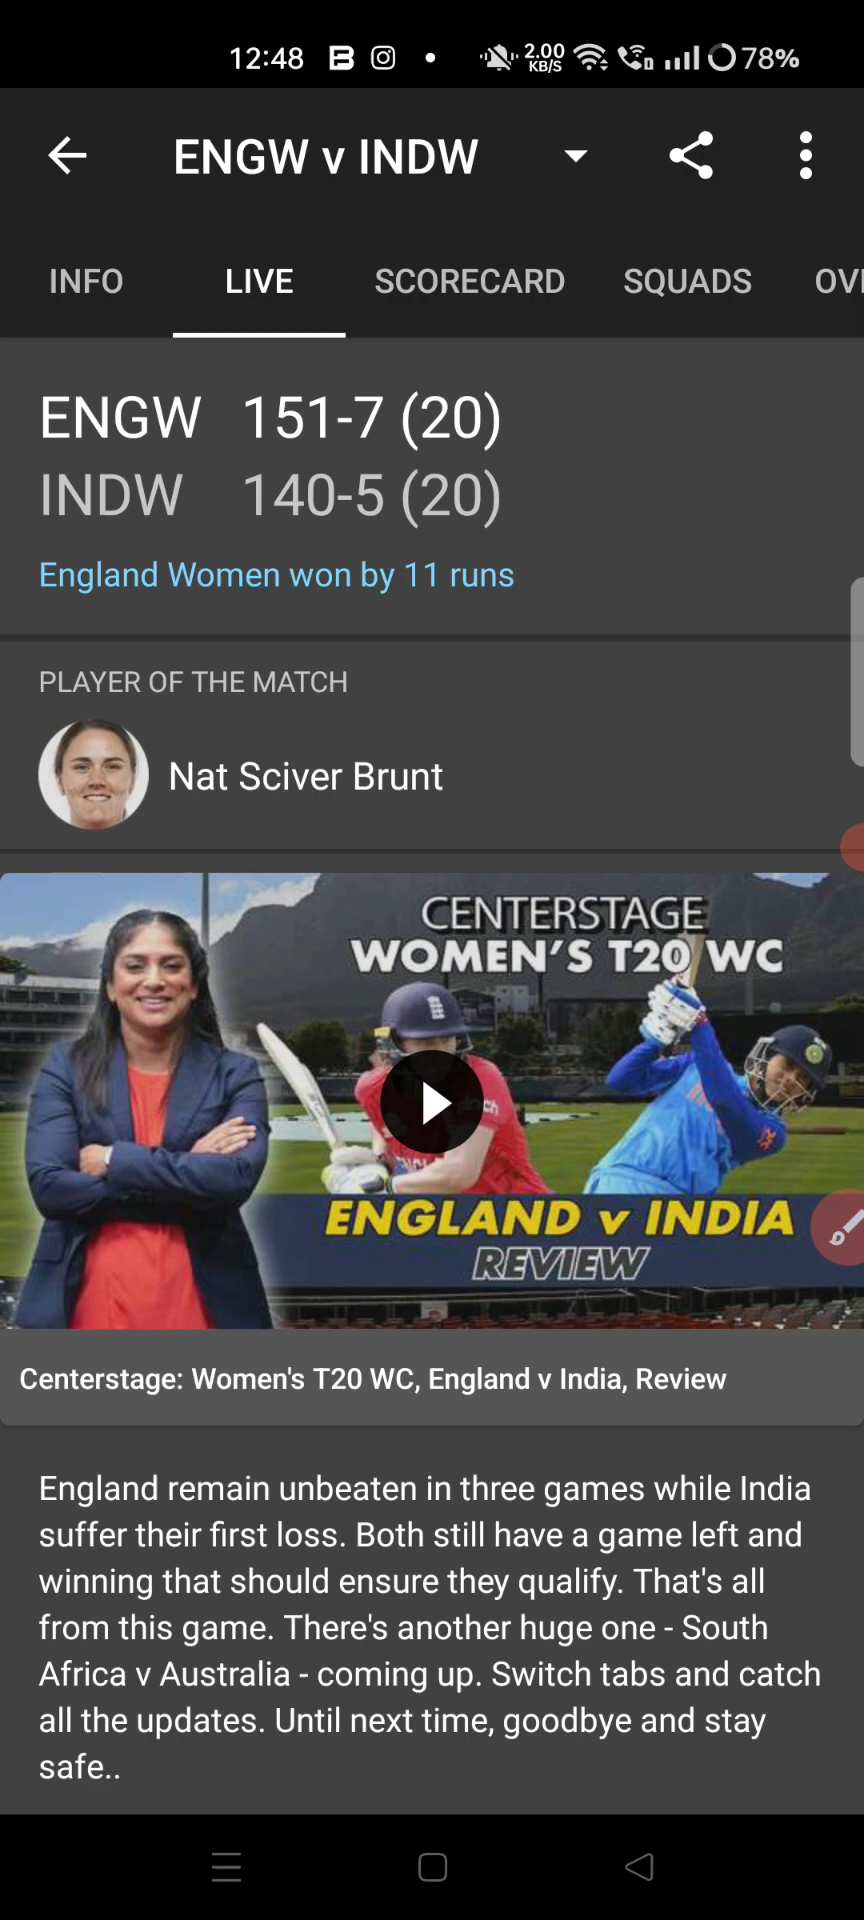 12:48 2.00 KB/S 78%
ENGW v INDW
INFO LIVE SCORECARD SQUADS OVE
ENGW 151-7 (20)
INDW 140-5 (20)
England Women won by 11 runs
PLAYER OF THE MATCH
Nat Sciver Brunt
CENTERSTAGE
WOMEN'S T20 WC
ENGLAND v INDIA
REVIEW
Centerstage: Women's T20 WC, England v India, Review
England remain unbeaten in three games while India
suffer their first loss. Both still have a game left and
winning that should ensure they qualify. That's all
from this game. There's another huge one - South
Africa v Australia - coming up. Switch tabs and catch
all the updates. Until next time, goodbye and stay
safe..